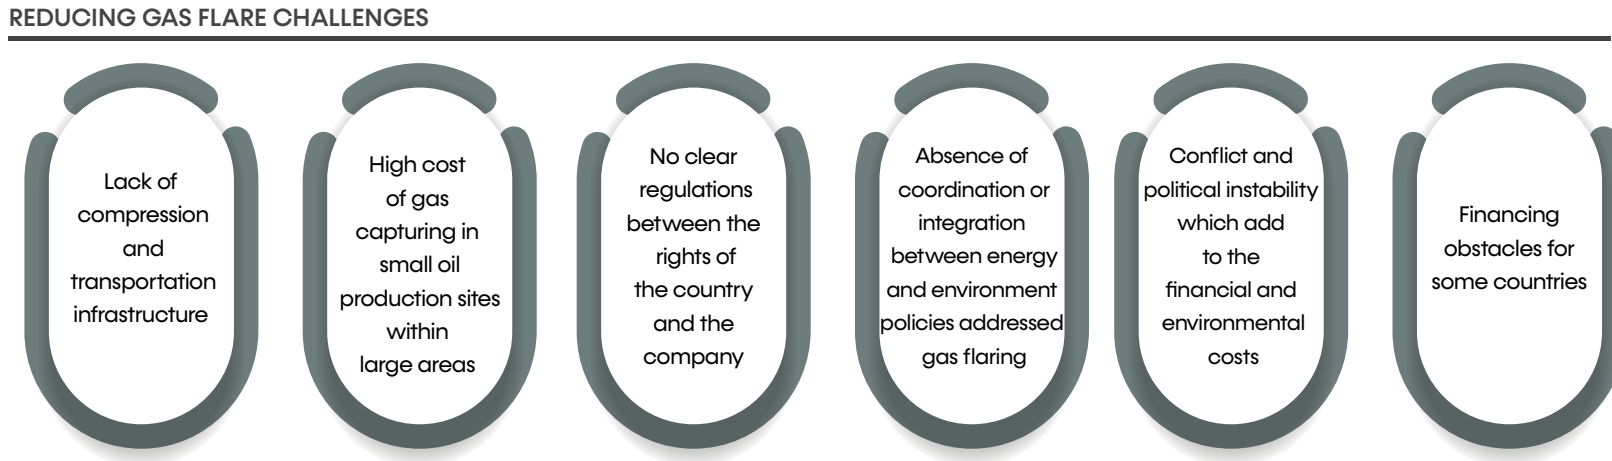 REDUCING GAS FLARE CHALLENGES
Lack of
compression
and
transportation
infrastructure
High cost
of gas
capturing in
small oil
production sites
within
large areas
No clear
regulations
between the
rights of
the country
and the
company
Absence of
coordination or
integration
between energy
and environment
policies addressed
gas flaring
Conflict and
political instability
which add
to the
financial and
environmental
costs
Financing
obstacles for
some countries